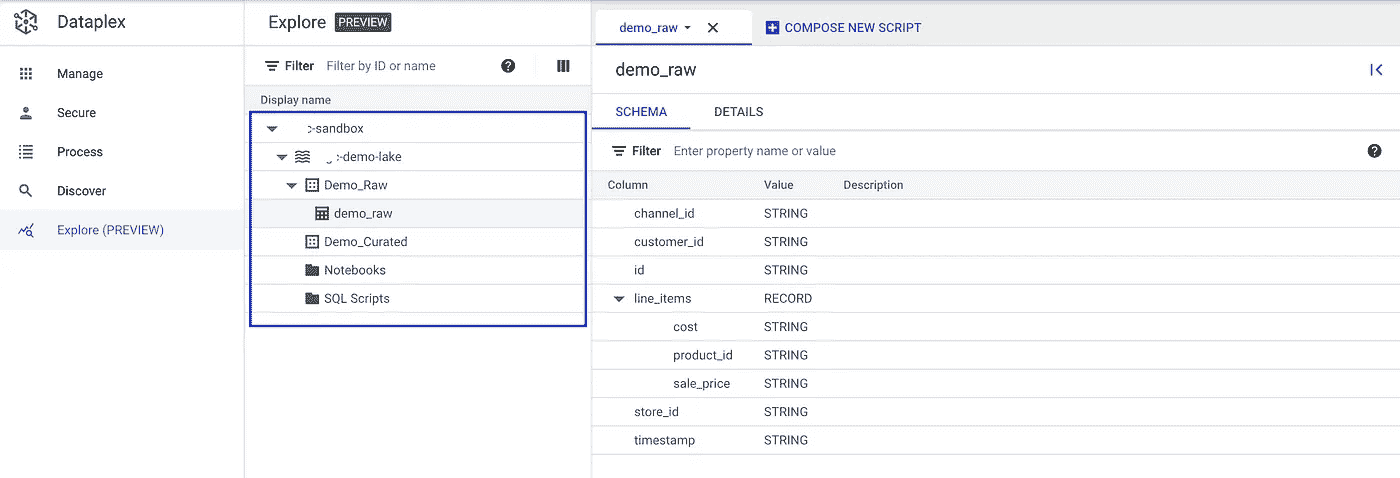 Dataplex
Manage
Secure
Process
Discover
Explore (PREVIEW)
Explore PREVIEW
Filter Filter by ID or name
Display name
-sandbox
-demo-lake
Demo_Raw
demo_raw
Demo_Curated
Notebooks
SQL Scripts
demo_raw COMPOSE NEW SCRIPT
demo_raw
SCHEMA DETAILS
Filter Enter property name or value
Column Value Description
channel_id STRING
customer_id STRING
id STRING
line_items RECORD
cost STRING
product_id STRING
sale_price STRING
store_id STRING
timestamp STRING